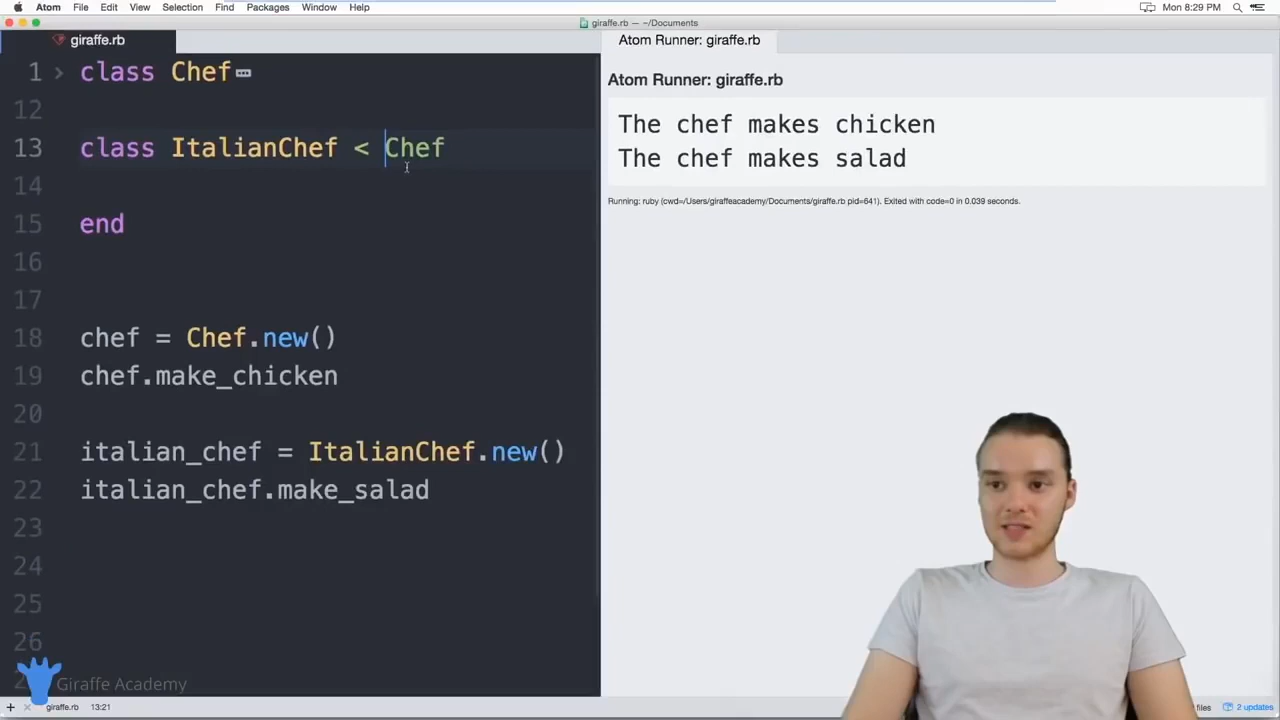 Atom File Edit View Selection Find Packages Window Help Mon 8:29 PM
giraffe.rb — ~/Documents
giraffe.rb
Atom Runner: giraffe.rb
Atom Runner: giraffe.rb
The chef makes chicken
The chef makes salad
Running: ruby (cwd=/Users/giraffeacademy/Documents/giraffe.rb pid=641). Exited with code=0 in 0.039 seconds.
1 class Chef
12
13 class ItalianChef < Chef
14
15 end
16
17
18 chef = Chef.new()
19 chef.make_chicken
20
21 italian_chef = ItalianChef.new()
22 italian_chef.make_salad
23
24
25
26
Giraffe Academy
giraffe.rb 13:21 files 2 updates